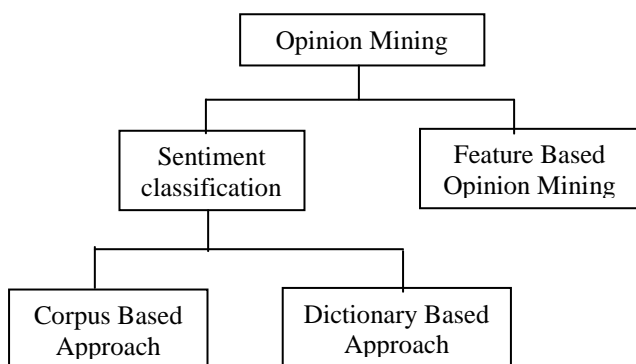 Opinion Mining
Sentiment
classification
Feature Based
Opinion Mining
Corpus Based
Approach
Dictionary Based
Approach